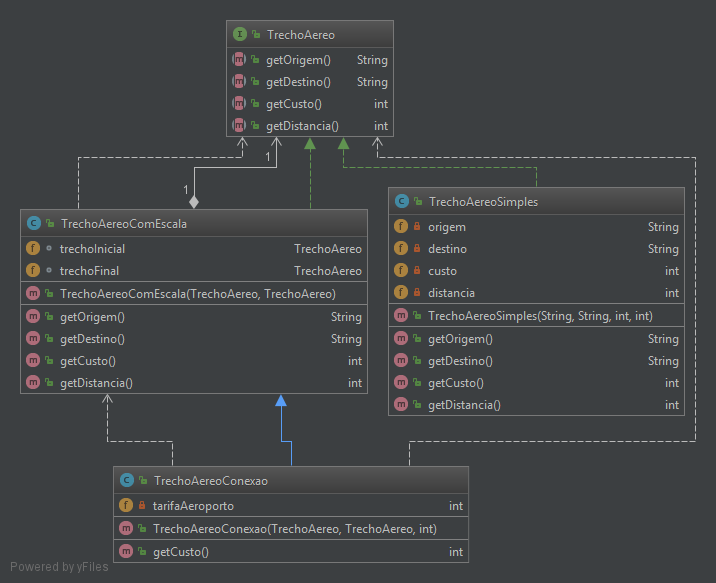 TrechoAereo
getOrigem() String
getDestino() String
getCusto() int
getDistancia() int
1
1
TrechoAereoComEscala
trechoInicial TrechoAereo
trechoFinal TrechoAereo
TrechoAereoComEscala(TrechoAereo, TrechoAereo)
getOrigem() String
getDestino() String
getCusto() int
getDistancia() int
TrechoAereoSimples
origem String
destino String
custo int
distancia int
TrechoAereoSimples(String, String, int, int)
getOrigem() String
getDestino() String
getCusto() int
getDistancia() int
TrechoAereoConexao
tarifaAeroporto int
TrechoAereoConexao(TrechoAereo, TrechoAereo, int)
getCusto() int
Powered by yFiles